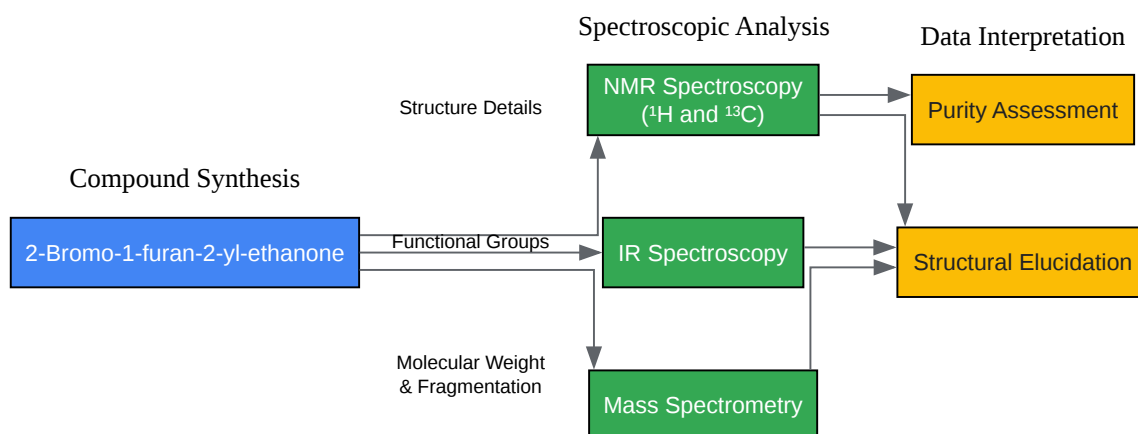 Spectroscopic Analysis
Data Interpretation
NMR Spectroscopy
(¹H and ¹³C)
Purity Assessment
Structure Details
Compound Synthesis
2-Bromo-1-furan-2-yl-ethanone
Functional Groups
IR Spectroscopy
Structural Elucidation
Molecular Weight
& Fragmentation
Mass Spectrometry